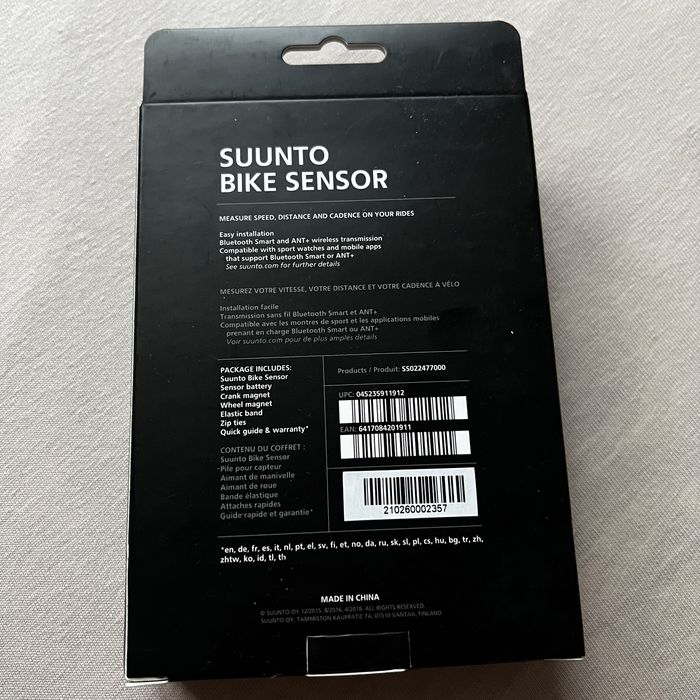 SUUNTO
BIKE SENSOR
MEASURE SPEED, DISTANCE AND CADENCE ON YOUR RIDES
Easy installation
Bluetooth Smart and ANT+ wireless transmission
Compatible with sport watches and mobile apps
that support Bluetooth Smart or ANT+
See suunto.com for further details
MESUREZ VOTRE VITESSE, VOTRE DISTANCE ET VOTRE CADENCE À VÉLO
Installation facile
Transmission sans fil Bluetooth Smart et ANT+
Compatible avec les montres de sport et les applications mobiles
prenant en charge Bluetooth Smart ou ANT+
Voir suunto.com pour de plus amples détails
PACKAGE INCLUDES:
Suunto Bike Sensor
Sensor battery
Crank magnet
Wheel magnet
Elastic band
Zip ties
Quick guide & warranty*
CONTENU DU COFFRET :
Suunto Bike Sensor
Pile pour capteur
Aimant de manivelle
Aimant de roue
Bande élastique
Attaches rapides
Guide rapide et garantie*
Products / Produit: SS022477000
UPC: 045235911912
EAN: 6417084201911
210260002357
*en, de, fr, es, it, nl, pt, el, sv, fi, et, no, da, ru, sk, sl, pl, cs, hu, bg, tr, zh,
zhtw, ko, id, tl, th
MADE IN CHINA
© SUUNTO OY 12/2015, 8/2016, 4/2018. ALL RIGHTS RESERVED.
SUUNTO OY, TAMMISTON KAUPPATIE 7A, 01510 VANTAA, FINLAND